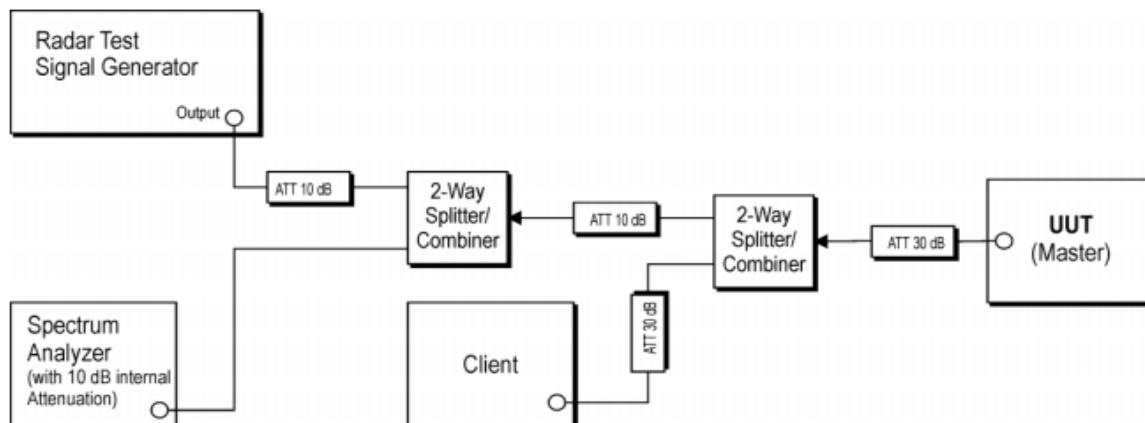 Radar Test
Signal Generator
Output
ATT 10 dB
2-Way
Splitter/
Combiner
ATT 10 dB
2-Way
Splitter/
Combiner
ATT 30 dB
UUT
(Master)
ATT 30 dB
Spectrum
Analyzer
(with 10 dB internal
Attenuation)
Client